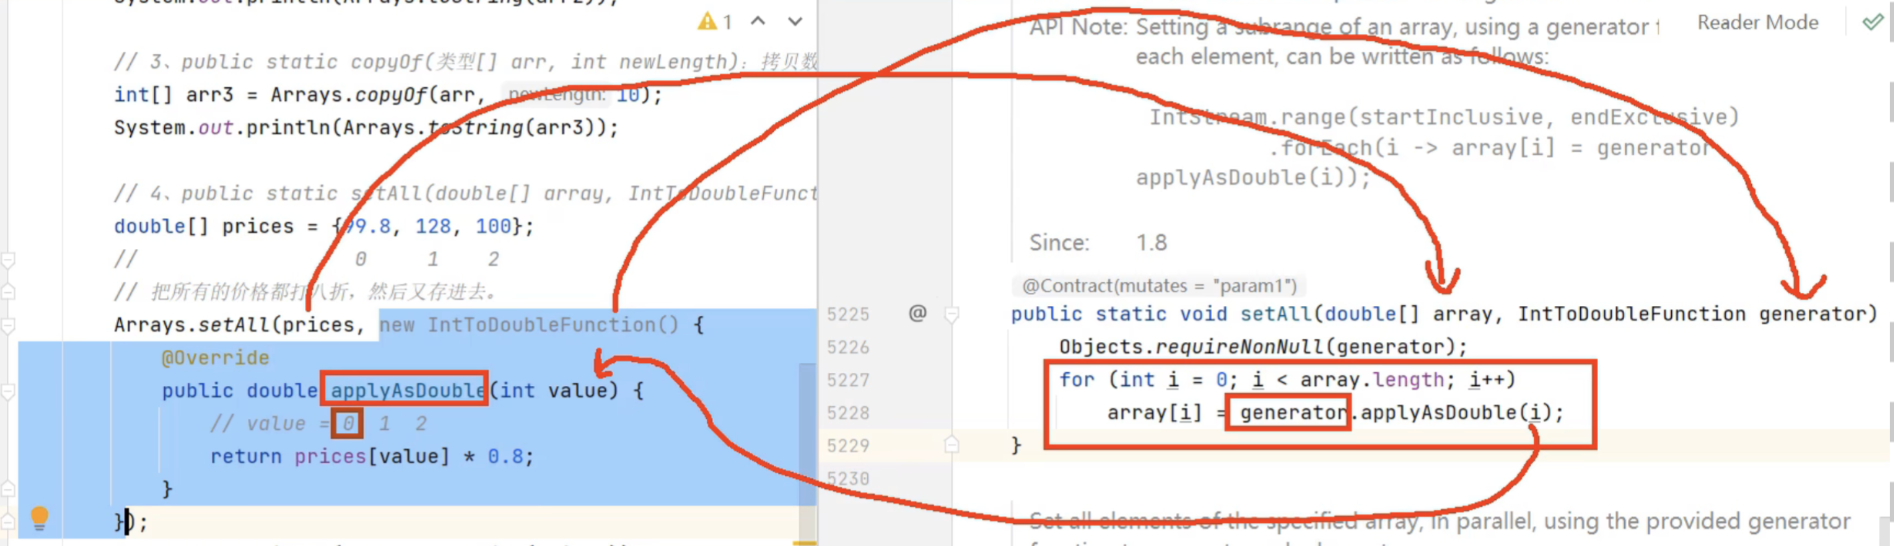 System.out.println(Arrays.toString(arr2));
1
// 3、public static copyOf(类型[] arr, int newLength): 拷贝数
int[] arr3 = Arrays.copyOf(arr, newLength: 10);
System.out.println(Arrays.toString(arr3));
// 4、public static setAll(double[] array, IntToDoubleFunct
double[] prices = {99.8, 128, 100};
// 0 1 2
// 把所有的价格都打八折，然后又存进去。
Arrays.setAll(prices, new IntToDoubleFunction() {
@Override
public double applyAsDouble(int value) {
// value = 0 1 2
return prices[value] * 0.8;
}
});
API Note: Setting a subrange of an array, using a generator f
each element, can be written as follows:
IntStream.range(startInclusive, endExclusive)
.forEach(i -> array[i] = generator
applyAsDouble(i));
Since: 1.8
Reader Mode
@Contract(mutates = "param1")
5225 @ public static void setAll(double[] array, IntToDoubleFunction generator)
5226 Objects.requireNonNull(generator);
5227 for (int i = 0; i < array.length; i++)
5228 array[i] = generator.applyAsDouble(i);
5229 }
5230
Set all elements of the specified array, in parallel, using the provided generator